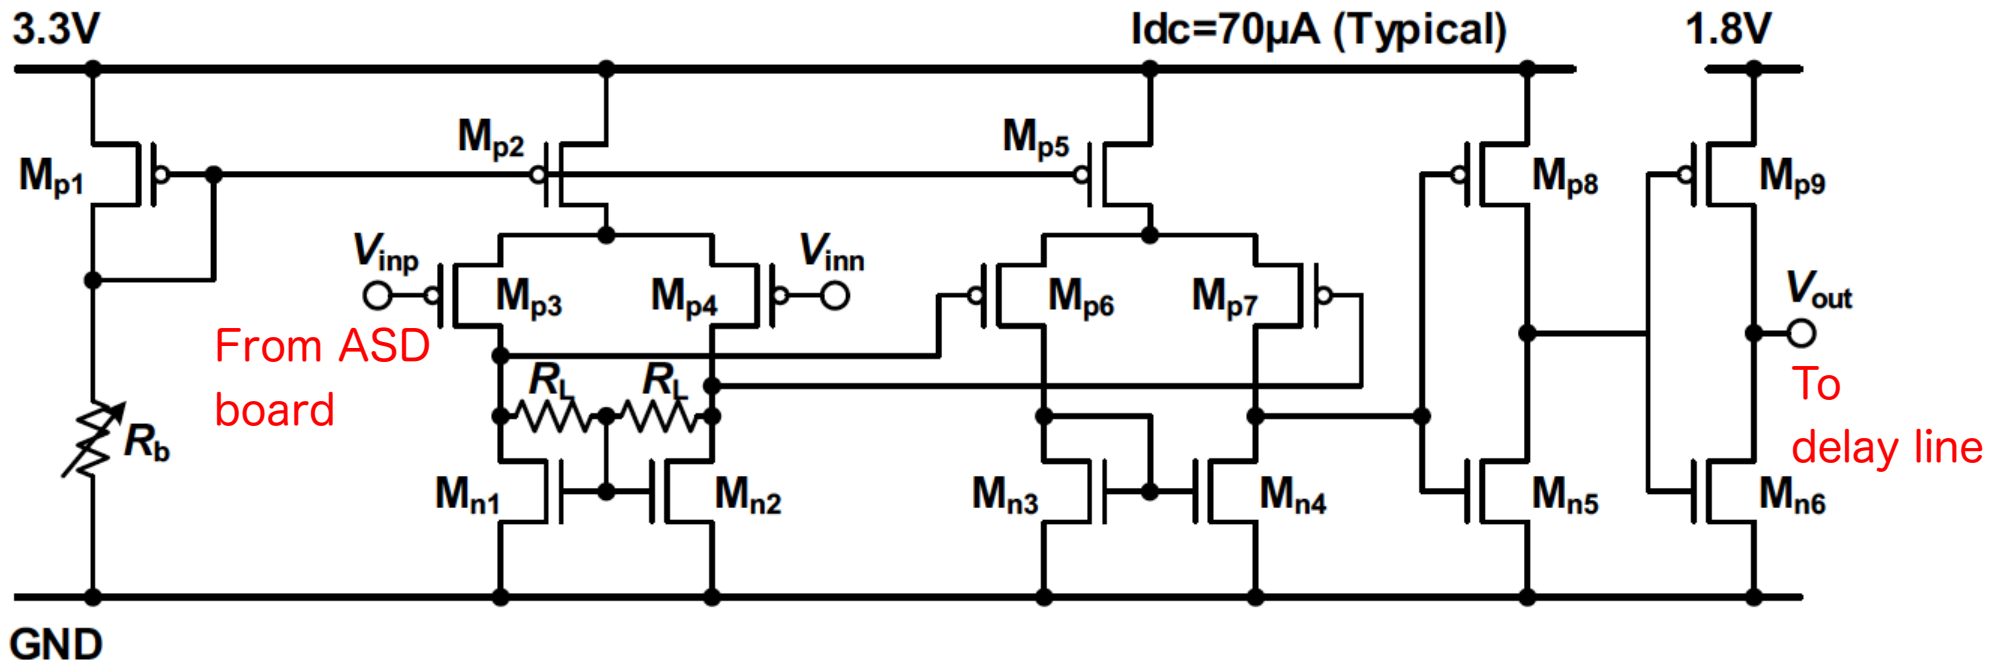 3.3V
Idc=70µA (Typical)
1.8V
Mp1
Mp2
Mp5
Mp8
Mp9
Vinp
Vinn
Mp3
Mp4
Mp6
Mp7
Vout
From ASD
board
To
delay line
RL
RL
Rb
Mn1
Mn2
Mn3
Mn4
Mn5
Mn6
GND